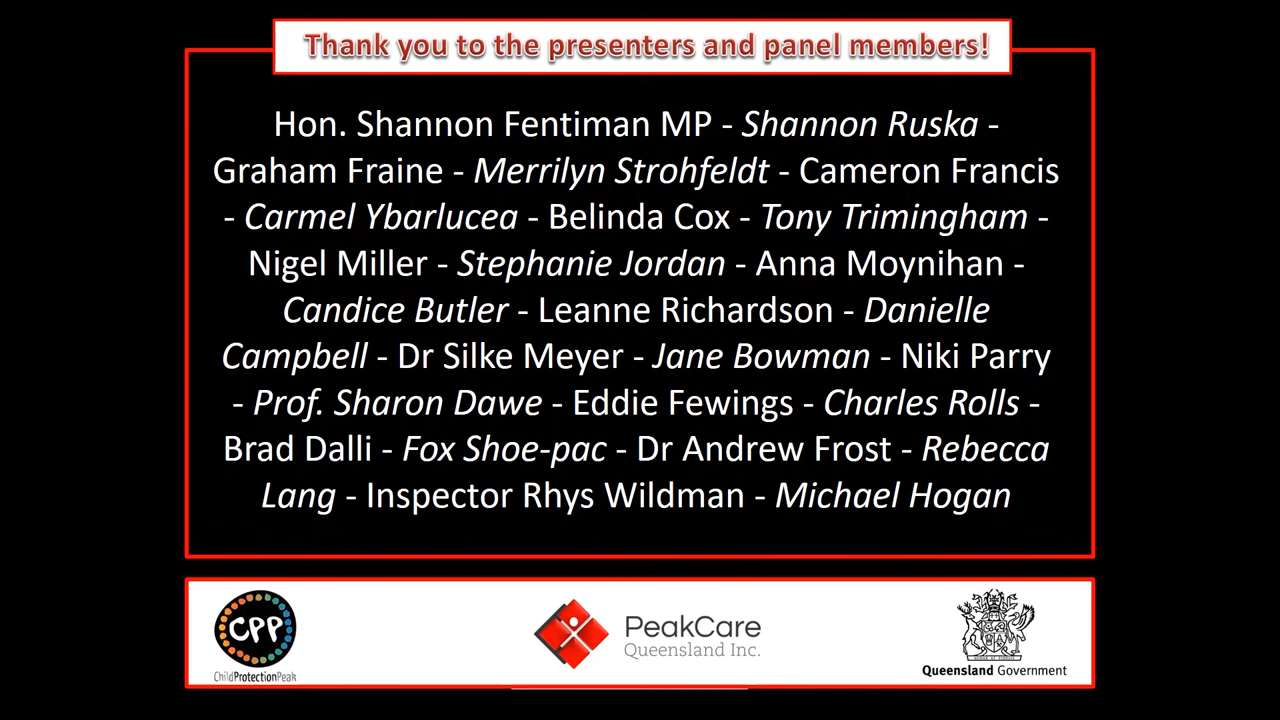 Thank you to the presenters and panel members!
Hon. Shannon Fentiman MP - Shannon Ruska -
Graham Fraine - Merrilyn Strohfeldt - Cameron Francis
- Carmel Ybarlucea - Belinda Cox - Tony Trimingham -
Nigel Miller - Stephanie Jordan - Anna Moynihan -
Candice Butler - Leanne Richardson - Danielle
Campbell - Dr Silke Meyer - Jane Bowman - Niki Parry
- Prof. Sharon Dawe - Eddie Fewings - Charles Rolls -
Brad Dalli - Fox Shoe-pac - Dr Andrew Frost - Rebecca
Lang - Inspector Rhys Wildman - Michael Hogan
CPP
ChildProtectionPeak
PeakCare
Queensland Inc.
Queensland Government